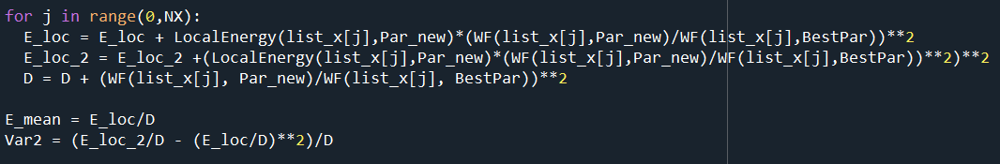 for j in range(0,NX):
  E_loc = E_loc + LocalEnergy(list_x[j],Par_new)*(WF(list_x[j],Par_new)/WF(list_x[j],BestPar))**2
  E_loc_2 = E_loc_2 +(LocalEnergy(list_x[j],Par_new)*(WF(list_x[j],Par_new)/WF(list_x[j],BestPar))**2)**2
  D = D + (WF(list_x[j], Par_new)/WF(list_x[j], BestPar))**2
E_mean = E_loc/D
Var2 = (E_loc_2/D - (E_loc/D)**2)/D